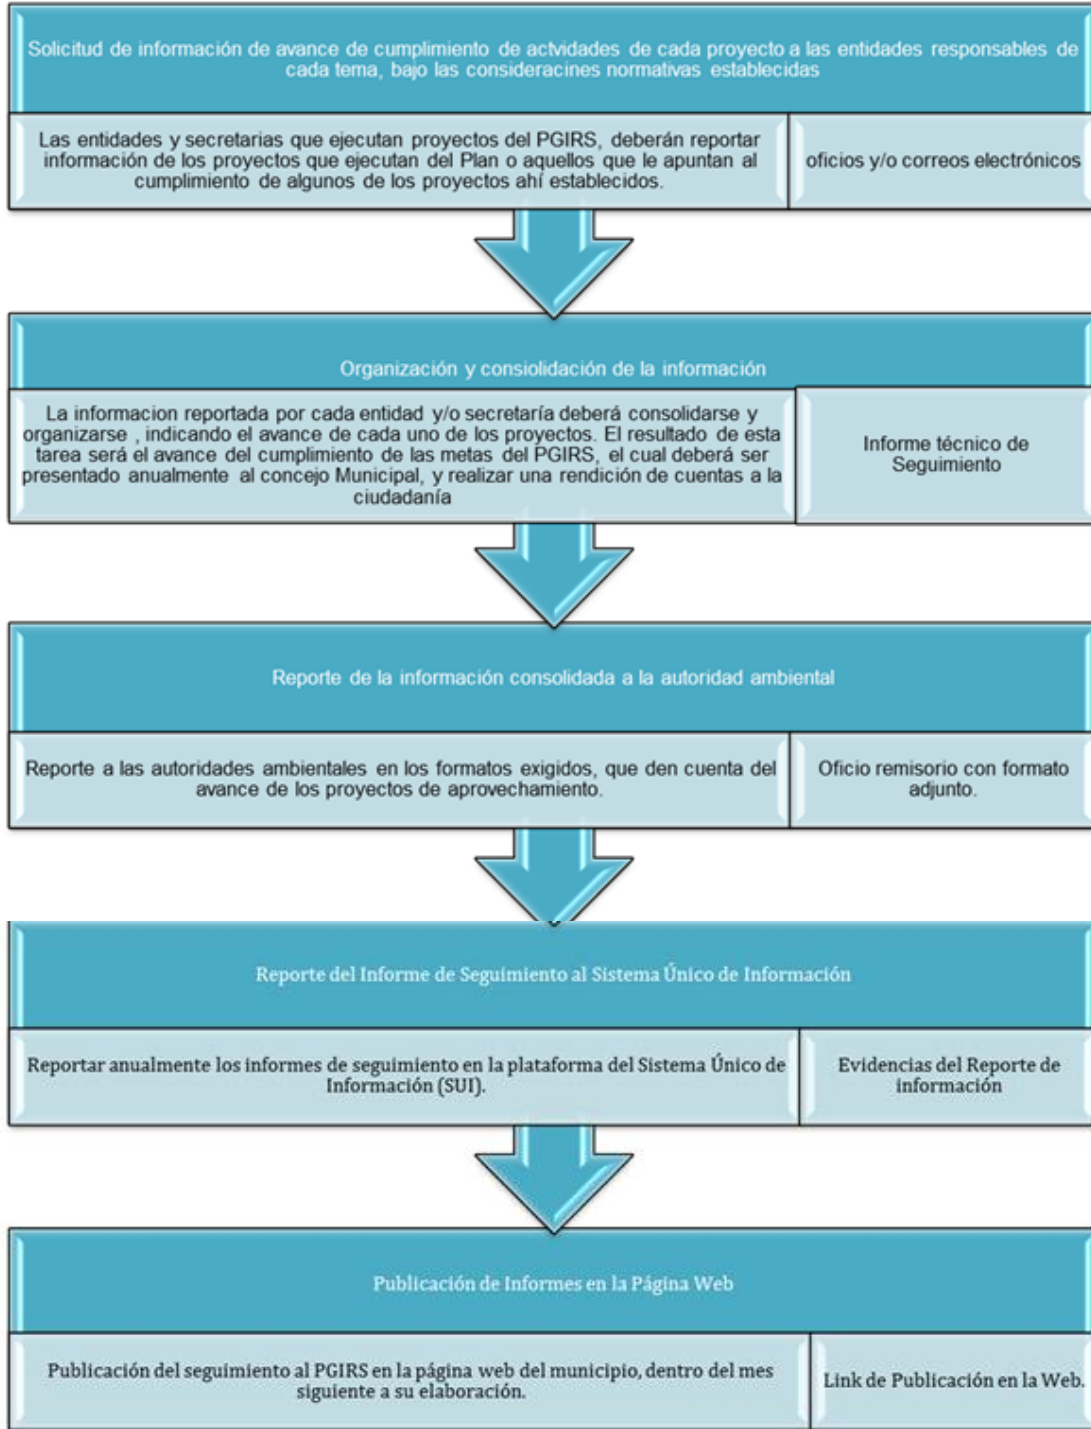 Solicitud de información de avance de cumplimiento de actvidades de cada proyecto a las entidades responsables de
cada tema, bajo las consideracines normativas establecidas
Las entidades y secretarias que ejecutan proyectos del PGIRS, deberán reportar
información de los proyectos que ejecutan del Plan o aquellos que le apuntan al
cumplimiento de algunos de los proyectos ahí establecidos.
oficios y/o correos electrónicos
Organización y consiolidación de la información
La informacion reportada por cada entidad y/o secretaría deberá consolidarse y
organizarse , indicando el avance de cada uno de los proyectos. El resultado de esta
tarea será el avance del cumplimiento de las metas del PGIRS, el cual deberá ser
presentado anualmente al concejo Municipal, y realizar una rendición de cuentas a la
ciudadanía
Informe técnico de
Seguimiento
Reporte de la información consolidada a la autoridad ambiental
Reporte a las autoridades ambientales en los formatos exigidos, que den cuenta del
avance de los proyectos de aprovechamiento.
Oficio remisorio con formato
adjunto.
Reporte del Informe de Seguimiento al Sistema Único de Información
Reportar anualmente los informes de seguimiento en la plataforma del Sistema Único de
Información (SUI).
Evidencias del Reporte de
información
Publicación de Informes en la Página Web
Publicación del seguimiento al PGIRS en la página web del municipio, dentro del mes
siguiente a su elaboración.
Link de Publicación en la Web.